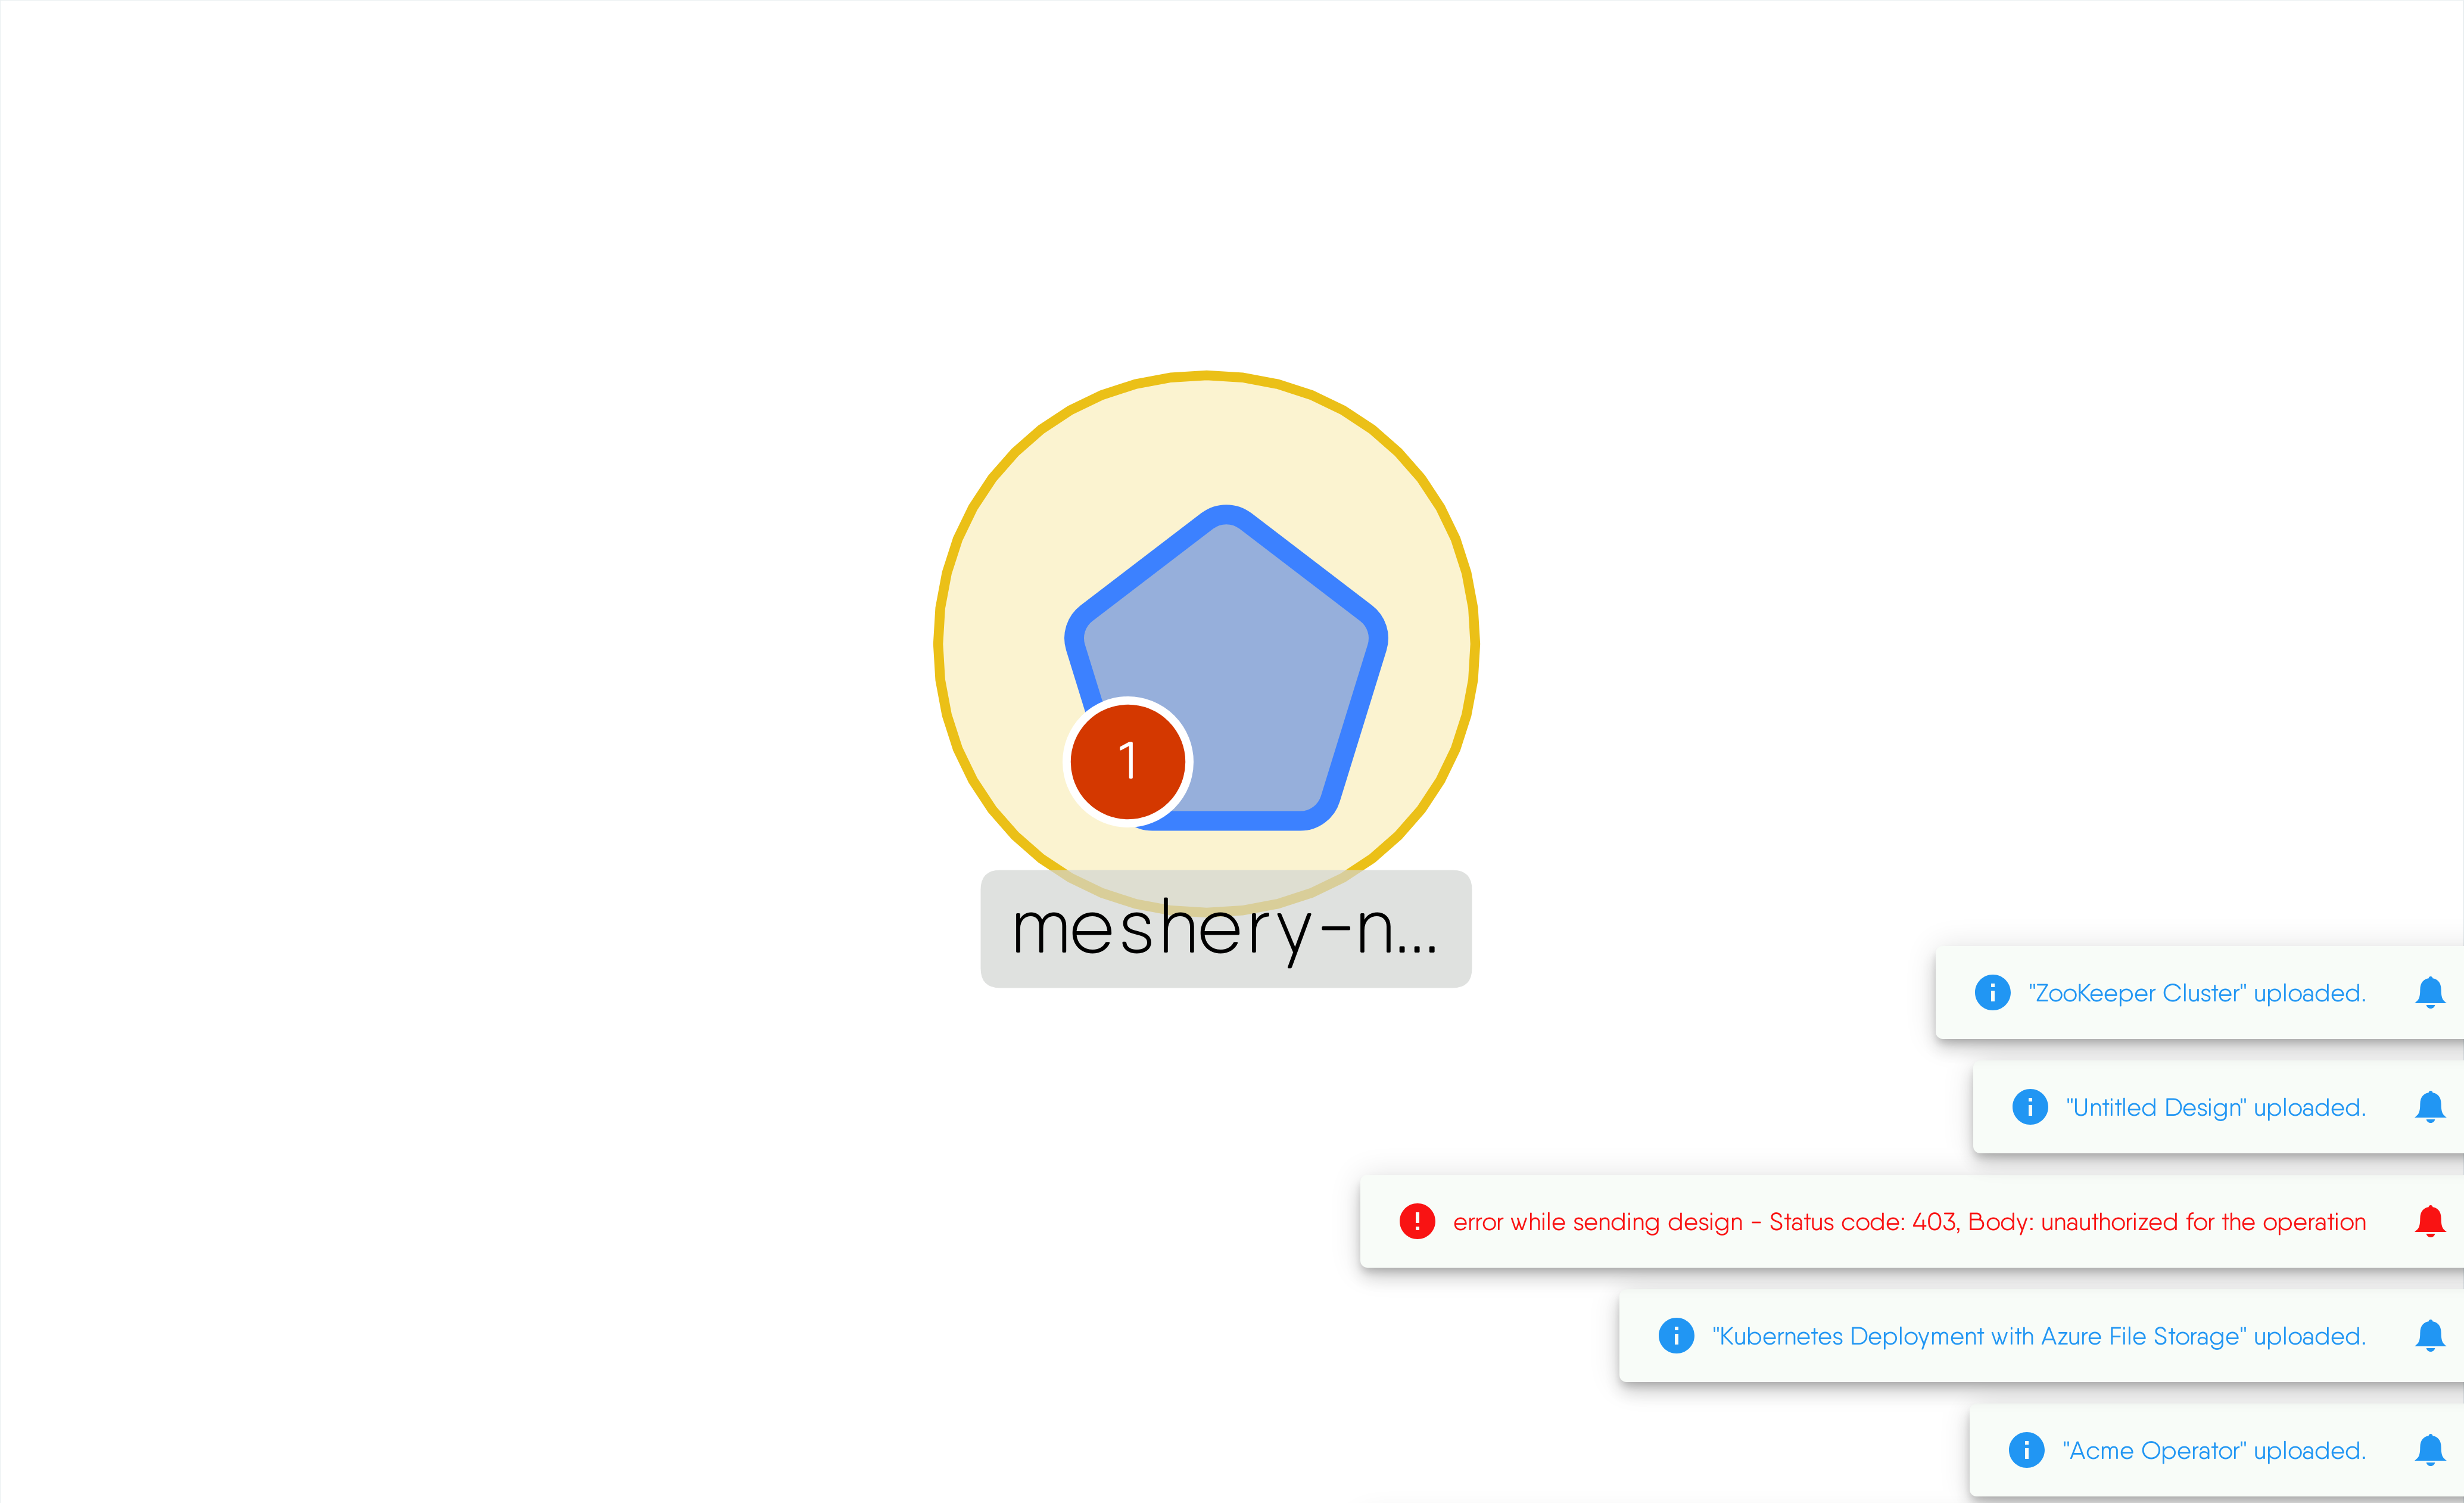 1
meshery-n...
"ZooKeeper Cluster" uploaded.
"Untitled Design" uploaded.
error while sending design - Status code: 403, Body: unauthorized for the operation
"Kubernetes Deployment with Azure File Storage" uploaded.
"Acme Operator" uploaded.